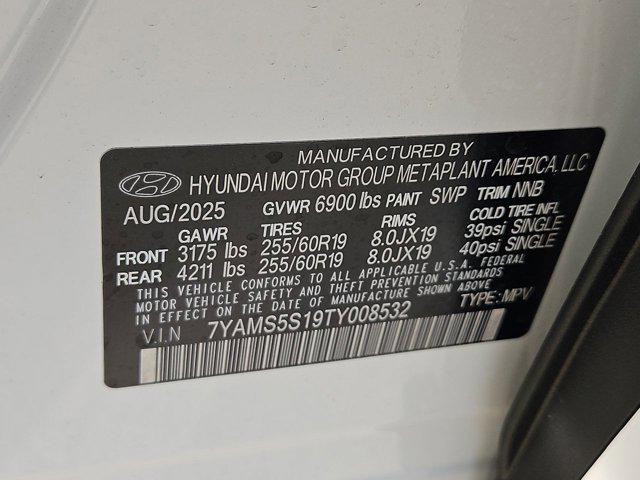 MANUFACTURED BY
HYUNDAI MOTOR GROUP METAPLANT AMERICA, LLC
AUG/2025 GVWR 6900 lbs PAINT SWP TRIM NNB
GAWR TIRES RIMS COLD TIRE INFL
FRONT 3175 lbs 255/60R19 8.0JX19 39psi SINGLE
REAR 4211 lbs 255/60R19 8.0JX19 40psi SINGLE
THIS VEHICLE CONFORMS TO ALL APPLICABLE U.S.A. FEDERAL
MOTOR VEHICLE SAFETY AND THEFT PREVENTION STANDARDS
IN EFFECT ON THE DATE OF MANUFACTURE SHOWN ABOVE.
V.I.N 7YAMS5S19TY008532 TYPE: MPV